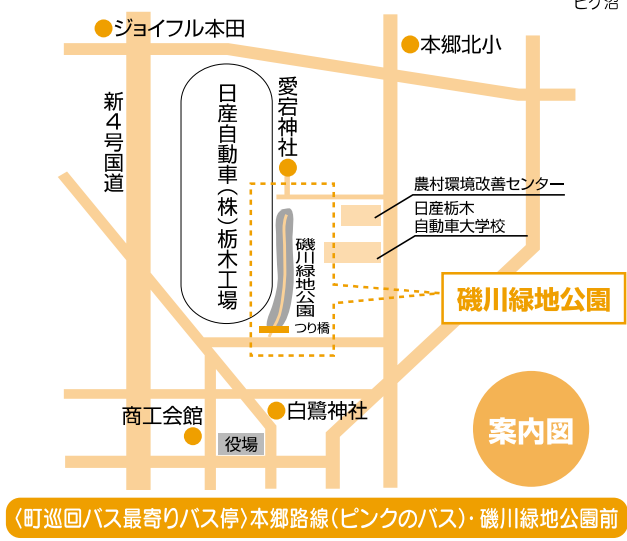 ヒグ沼
ジョイフル本田
本郷北小
新4号国道
日産自動車(株)栃木工場
愛宕神社
農村環境改善センター
日産栃木
自動車大学校
磯川緑地公園
つり橋
磯川緑地公園
白鷺神社
商工会館
役場
案内図
〈町巡回バス最寄りバス停〉本郷路線(ピンクのバス)・磯川緑地公園前